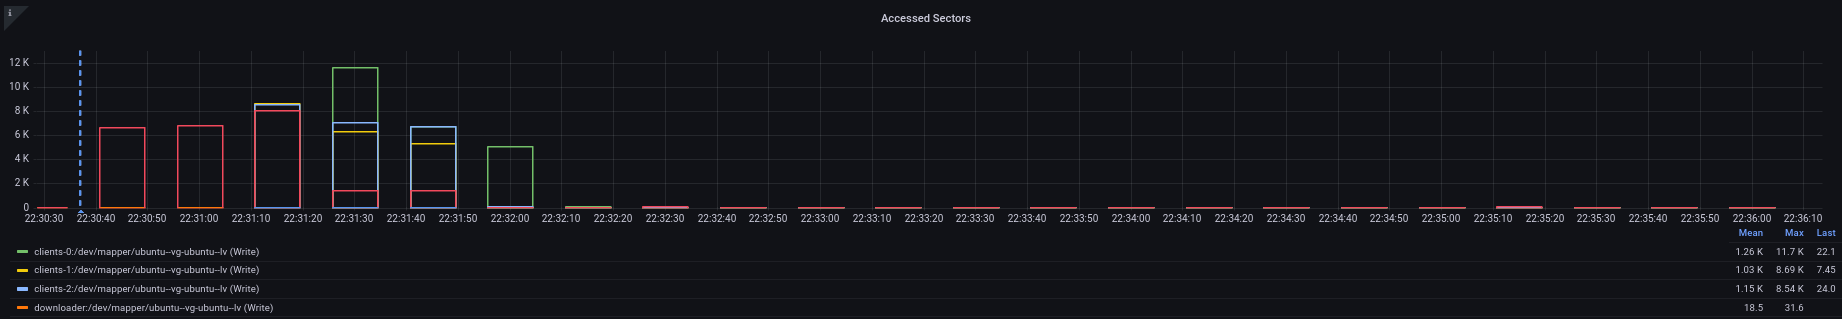 i
Accessed Sectors
12 K
10 K
8 K
6 K
4 K
2 K
0
22:30:30 22:30:40 22:30:50 22:31:00 22:31:10 22:31:20 22:31:30 22:31:40 22:31:50 22:32:00 22:32:10 22:32:20 22:32:30 22:32:40 22:32:50 22:33:00 22:33:10 22:33:20 22:33:30 22:33:40 22:33:50 22:34:00 22:34:10 22:34:20 22:34:30 22:34:40 22:34:50 22:35:00 22:35:10 22:35:20 22:35:30 22:35:40 22:35:50 22:36:00 22:36:10
Mean Max Last
clients-0:/dev/mapper/ubuntu--vg-ubuntu--lv (Write) 1.26 K 11.7 K 22.1
clients-1:/dev/mapper/ubuntu--vg-ubuntu--lv (Write) 1.03 K 8.69 K 7.45
clients-2:/dev/mapper/ubuntu--vg-ubuntu--lv (Write) 1.15 K 8.54 K 24.0
downloader:/dev/mapper/ubuntu--vg-ubuntu--lv (Write) 18.5 31.6